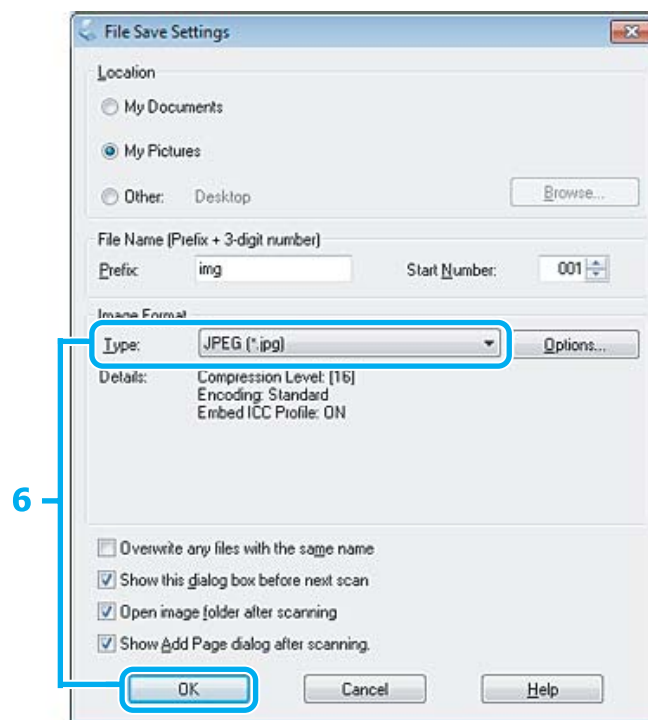 File Save Settings
Location
My Documents
My Pictures
Other: Desktop Browse...
File Name (Prefix + 3-digit number)
Prefix: img Start Number: 001
Image Format
Type: JPEG (*.jpg) Options...
Details: Compression Level: [16]
Encoding: Standard
Embed ICC Profile: ON
6
Overwrite any files with the same name
Show this dialog box before next scan
Open image folder after scanning
Show Add Page dialog after scanning.
OK Cancel Help